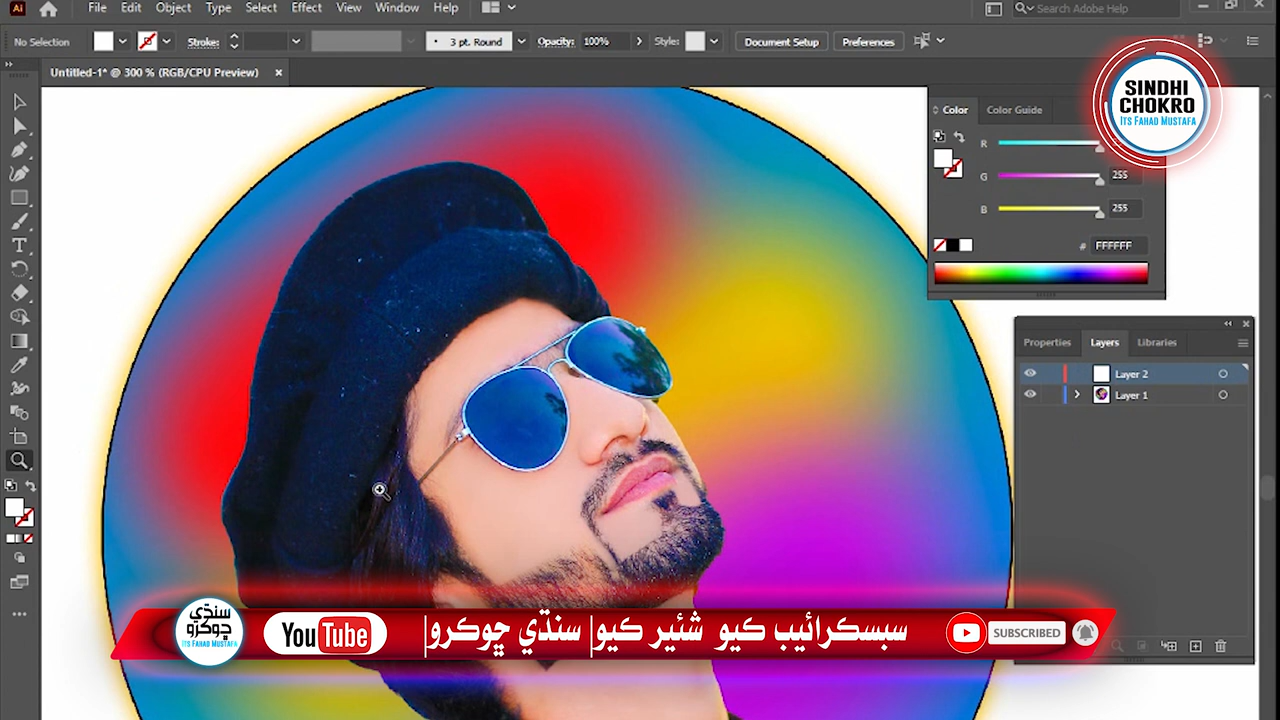 Ai File Edit Object Type Select Effect View Window Help Search Adobe Help
No Selection Stroke: 3 pt. Round Opacity: 100% Style: Document Setup Preferences
Untitled-1* @ 300 % (RGB/CPU Preview) ×
SINDHI
CHOKRO
ITS FAHAD MUSTAFA
Color Color Guide
R
G 255
B 255
# FFFFFF
Properties Layers Libraries
Layer 2
Layer 1
سنڌي
ڇوڪرو
ITS FAHAD MUSTAFA
YouTube
سبسڪرائيب ڪيو شئير ڪيو| سنڌي ڇوڪرو|
SUBSCRIBED